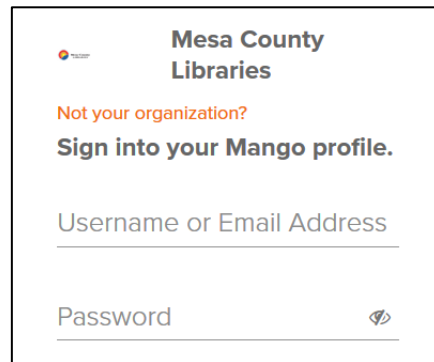 Mesa County
Libraries
Not your organization?
Sign into your Mango profile.
Username or Email Address
Password